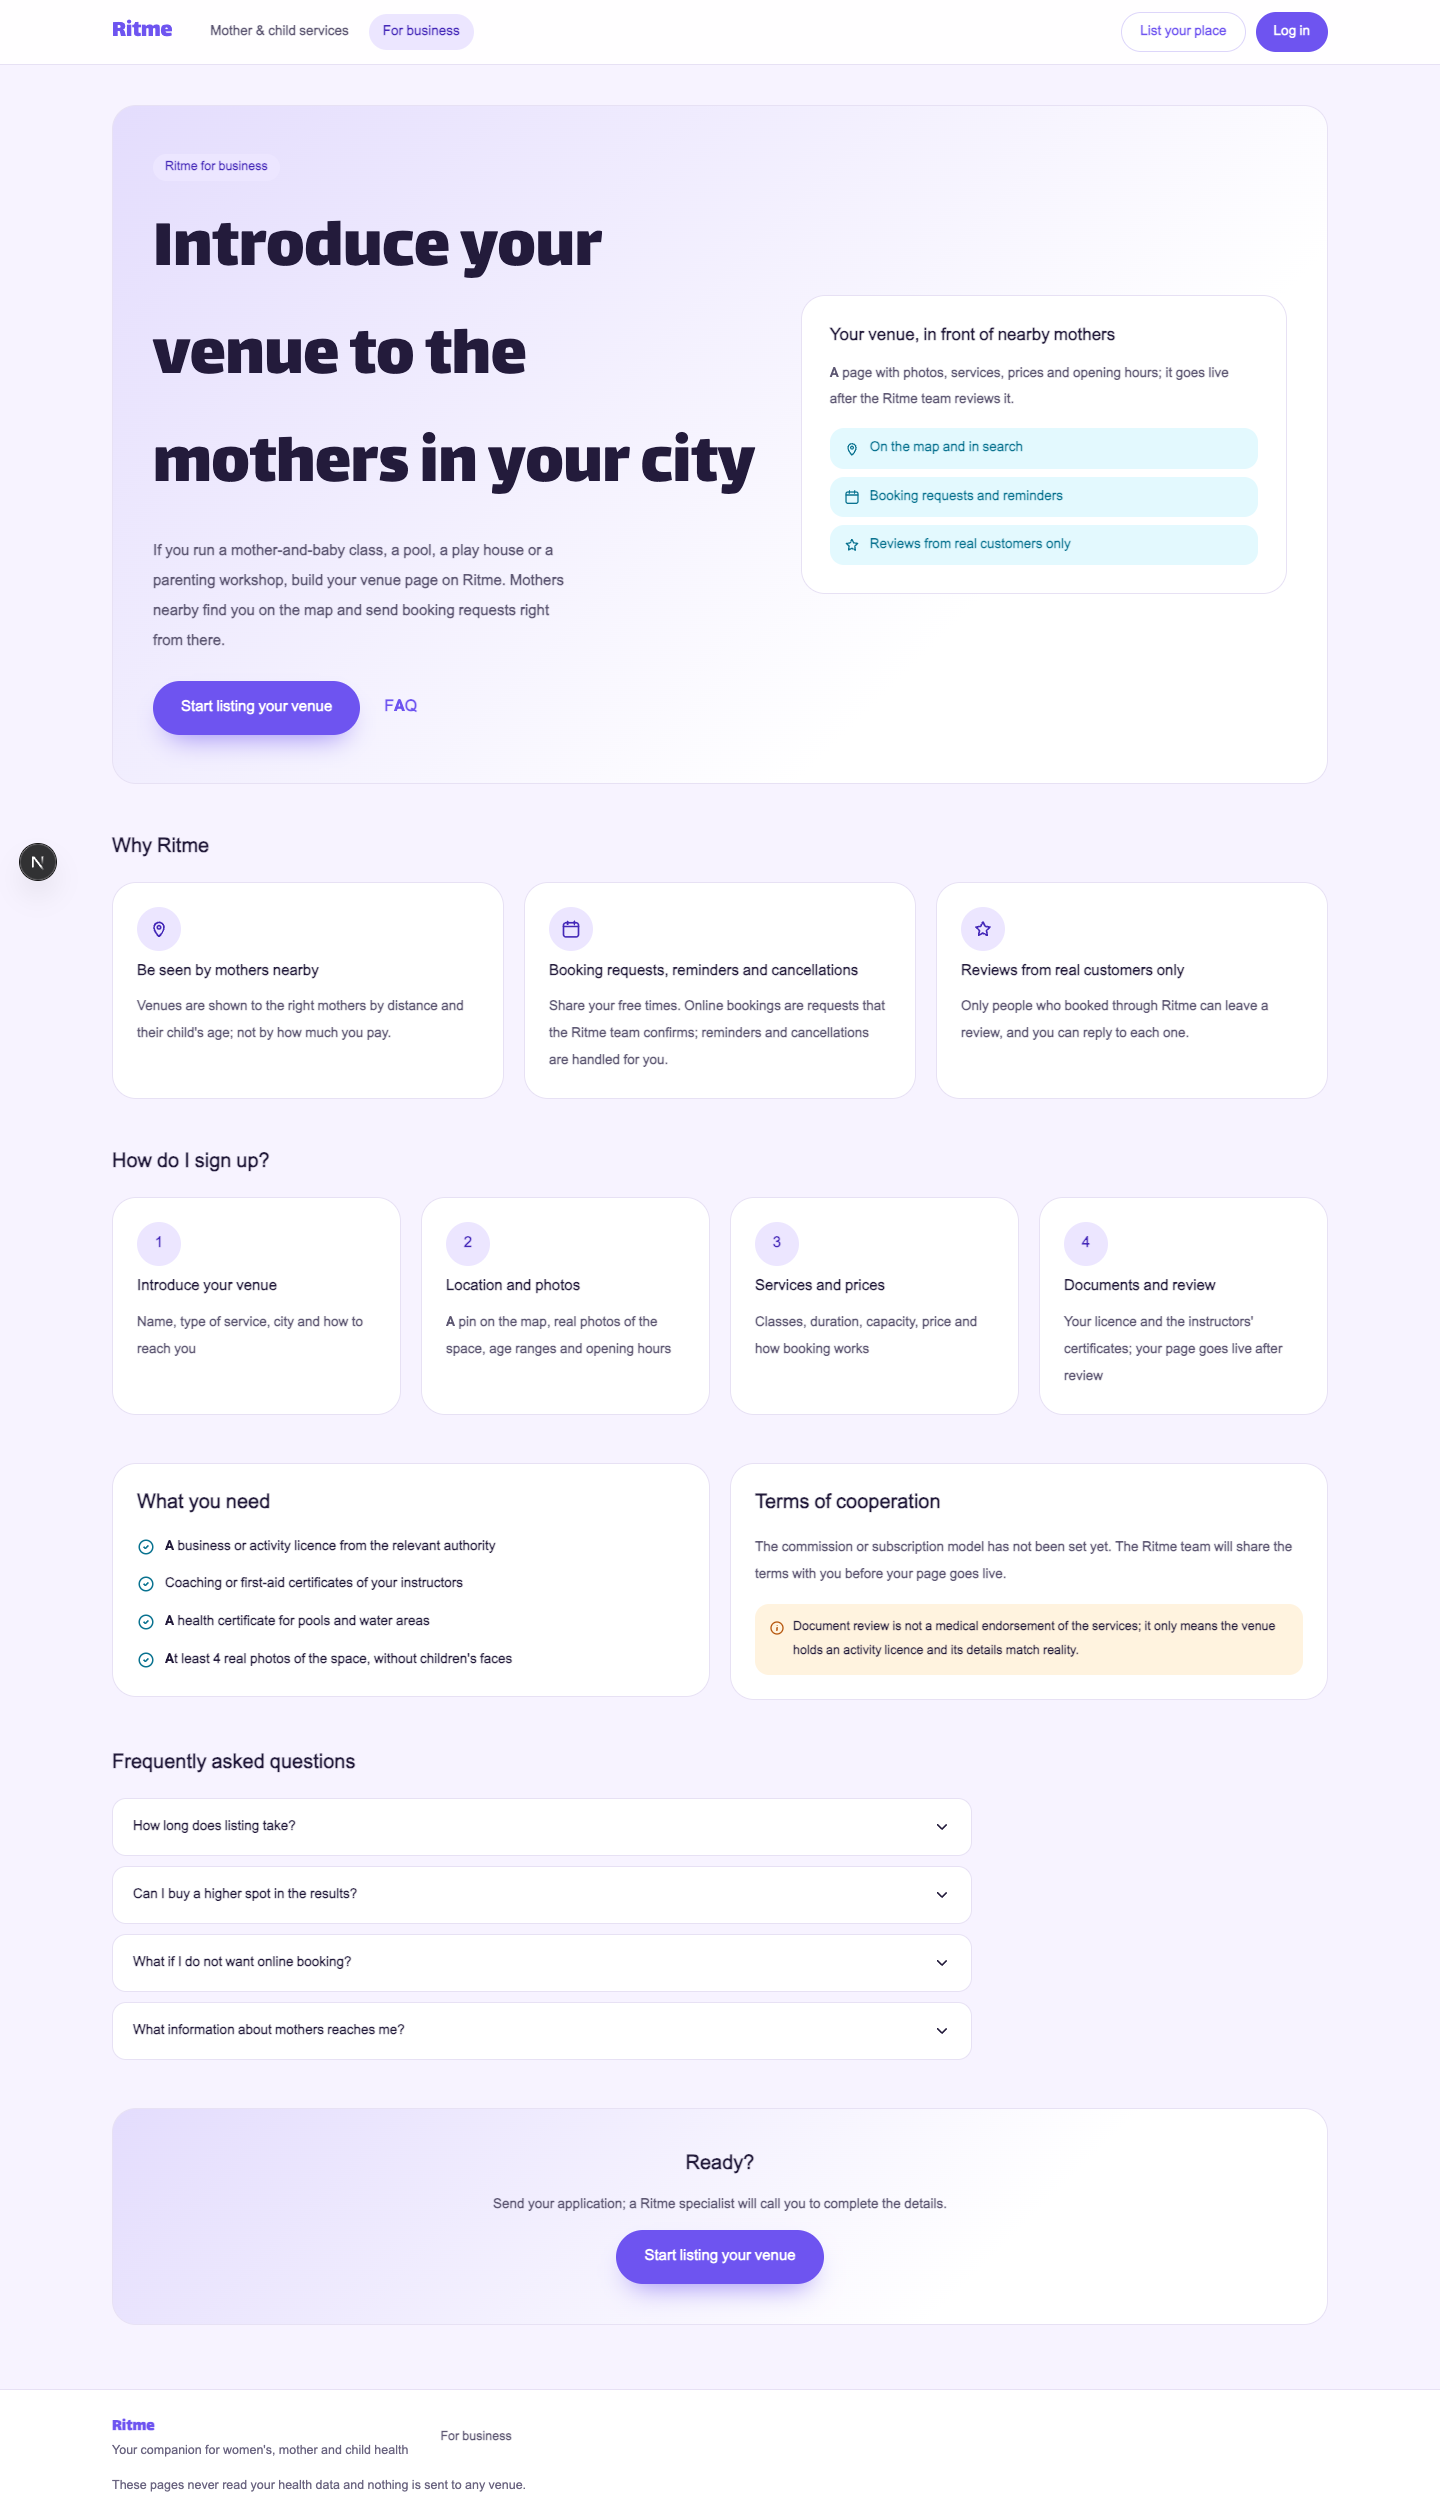 Ritme
Mother & child services
For business
List your place
Log in
Ritme for business
Introduce your
venue to the
mothers in your city
If you run a mother-and-baby class, a pool, a play house or a
parenting workshop, build your venue page on Ritme. Mothers
nearby find you on the map and send booking requests right
from there.
Start listing your venue
FAQ
Your venue, in front of nearby mothers
A page with photos, services, prices and opening hours; it goes live
after the Ritme team reviews it.
On the map and in search
Booking requests and reminders
Reviews from real customers only
Why Ritme
Be seen by mothers nearby
Venues are shown to the right mothers by distance and
their child's age; not by how much you pay.
Booking requests, reminders and cancellations
Share your free times. Online bookings are requests that
the Ritme team confirms; reminders and cancellations
are handled for you.
Reviews from real customers only
Only people who booked through Ritme can leave a
review, and you can reply to each one.
How do I sign up?
1
Introduce your venue
Name, type of service, city and how to
reach you
2
Location and photos
A pin on the map, real photos of the
space, age ranges and opening hours
3
Services and prices
Classes, duration, capacity, price and
how booking works
4
Documents and review
Your licence and the instructors'
certificates; your page goes live after
review
What you need
A business or activity licence from the relevant authority
Coaching or first-aid certificates of your instructors
A health certificate for pools and water areas
At least 4 real photos of the space, without children's faces
Terms of cooperation
The commission or subscription model has not been set yet. The Ritme team will share the
terms with you before your page goes live.
Document review is not a medical endorsement of the services; it only means the venue
holds an activity licence and its details match reality.
Frequently asked questions
How long does listing take?
Can I buy a higher spot in the results?
What if I do not want online booking?
What information about mothers reaches me?
Ready?
Send your application; a Ritme specialist will call you to complete the details.
Start listing your venue
Ritme
Your companion for women's, mother and child health
For business
These pages never read your health data and nothing is sent to any venue.
N